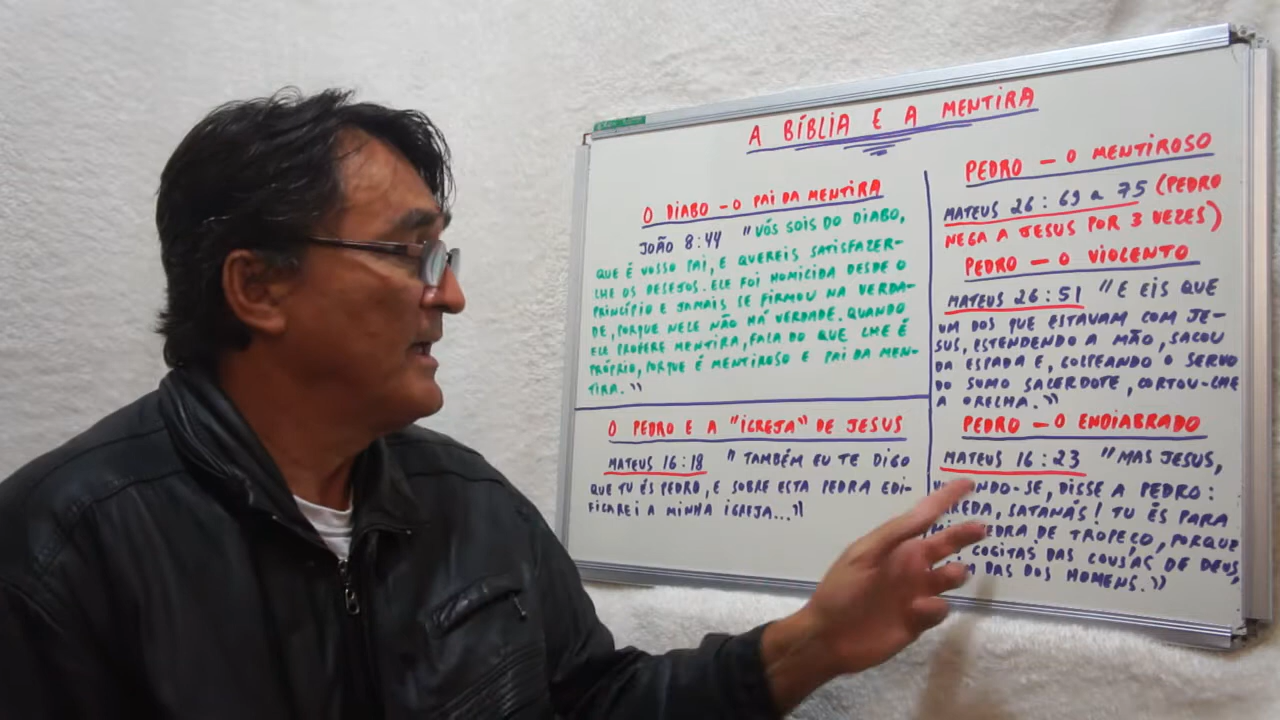 A BÍBLIA E A MENTIRA
O DIABO - O PAI DA MENTIRA
JOÃO 8:44 "VÓS SOIS DO DIABO,
QUE É VOSSO PAI, E QUEREIS SATISFAZER-
LHE OS DESEJOS. ELE FOI HOMICIDA DESDE O
PRINCÍPIO E JAMAIS SE FIRMOU NA VERDA-
DE, PORQUE NELE NÃO HÁ VERDADE. QUANDO
ELE PROFERE MENTIRA, FALA DO QUE LHE É
PRÓPRIO, PORQUE É MENTIROSO E PAI DA MEN-
TIRA."
O PEDRO E A "IGREJA" DE JESUS
MATEUS 16:18 "TAMBÉM EU TE DIGO
QUE TU ÉS PEDRO, E SOBRE ESTA PEDRA EDI-
FICAREI A MINHA IGREJA..."
PEDRO - O MENTIROSO
MATEUS 26:69 a 75 (PEDRO
NEGA A JESUS POR 3 VEZES)
PEDRO - O VIOLENTO
MATEUS 26:51 "E EIS QUE
UM DOS QUE ESTAVAM COM JE-
SUS, ESTENDENDO A MÃO, SACOU
DA ESPADA E, GOLPEANDO O SERVO
DO SUMO SACERDOTE, CORTOU-LHE
A ORELHA."
PEDRO - O ENDIABRADO
MATEUS 16:23 "MAS JESUS,
DISSE A PEDRO:
SATANÁS! TU ÉS PARA
PEDRA DE TROPEÇO, PORQUE
COGITAS DAS COUSAS DE DEUS,
DAS DOS HOMENS."